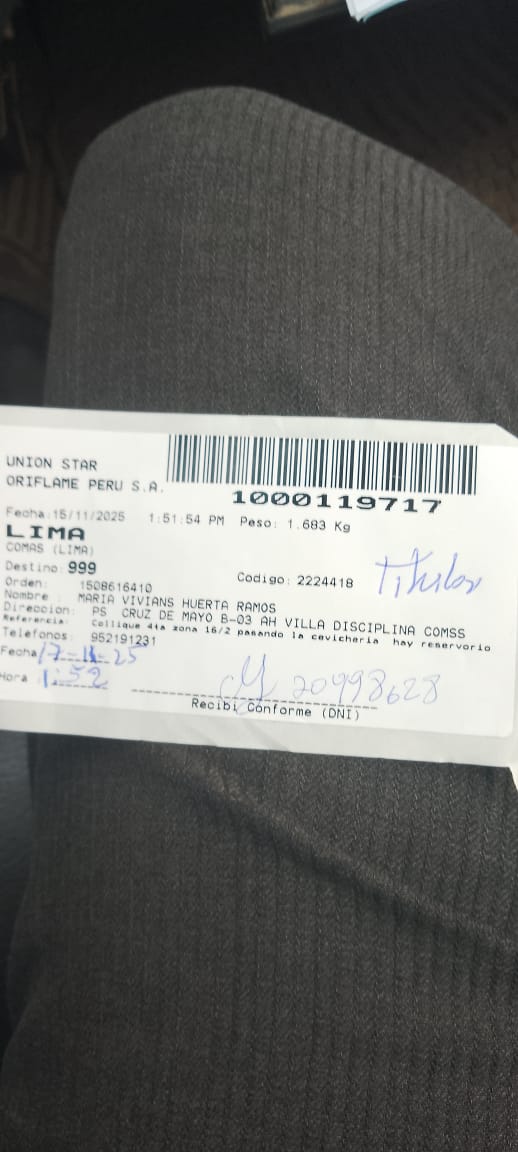 UNION STAR
ORIFLAME PERU S.A.
1000119717
Fecha:15/11/2025 1:51:54 PM Peso: 1.683 Kg
LIMA
COMAS (LIMA)
Destino: 999 Codigo: 2224418 Titular
Orden: 1508616410
Nombre : MARIA VIVIANS HUERTA RAMOS
Direccion: PS CRUZ DE MAYO B-03 AH VILLA DISCIPLINA COMSS
Referencia: Collique 4ta zona 16/2 pasando la cevicheria hay reservorio
Telefonos: 952191231
Fecha 17-11-25
Hora : 1:52 20998628
Recibi Conforme (DNI)